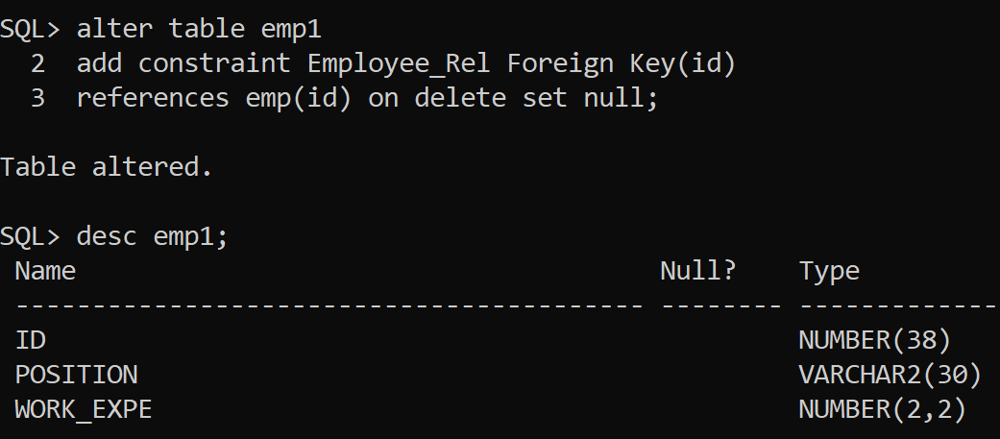 SQL> alter table emp1
2 add constraint Employee_Rel Foreign Key(id)
3 references emp(id) on delete set null;
Table altered.
SQL> desc emp1;
Name Null? Type
----------------------------------------- -------- -------------
ID NUMBER(38)
POSITION VARCHAR2(30)
WORK_EXPE NUMBER(2,2)